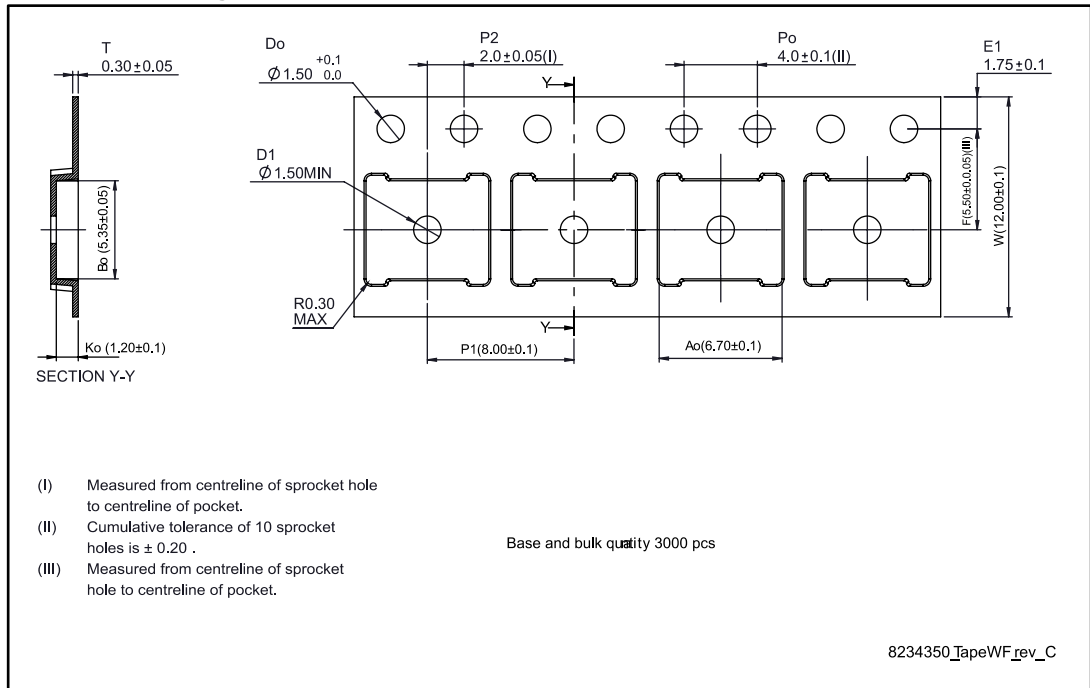 T
0.30±0.05
Do
Ø1.50 +0.1 0.0
P2
2.0±0.05(I)
Po
4.0±0.1(II)
E1
1.75±0.1
Y
D1
Ø1.50MIN
Bo (5.35±0.05)
F(5.50±0.0.05)(III)
W(12.00±0.1)
R0.30
MAX
Y
Ko (1.20±0.1)
P1(8.00±0.1)
Ao(6.70±0.1)
SECTION Y-Y
(I) Measured from centreline of sprocket hole
to centreline of pocket.
(II) Cumulative tolerance of 10 sprocket
holes is ± 0.20 .
(III) Measured from centreline of sprocket
hole to centreline of pocket.
Base and bulk quatity 3000 pcs
8234350_TapeWF_rev_C